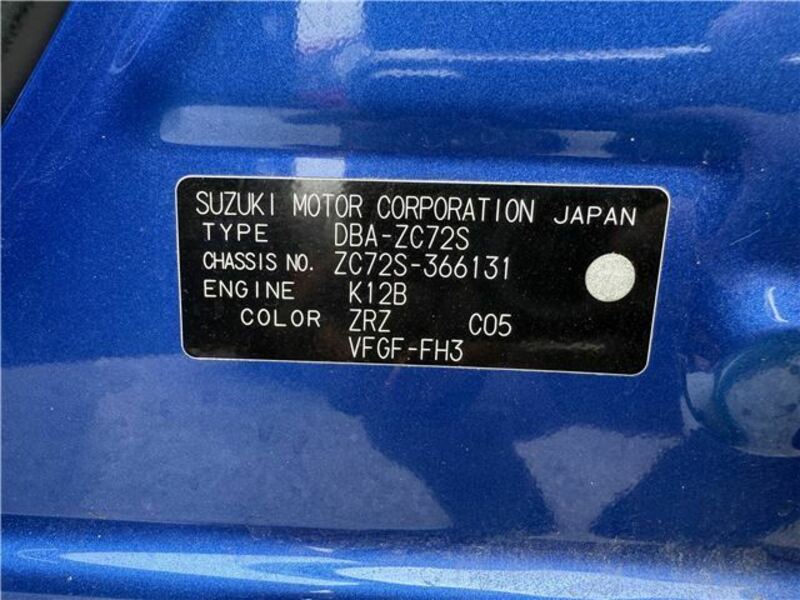 SUZUKI MOTOR CORPORATION JAPAN
TYPE DBA-ZC72S
CHASSIS NO. ZC72S-366131
ENGINE K12B
COLOR ZRZ C05
VFGF-FH3